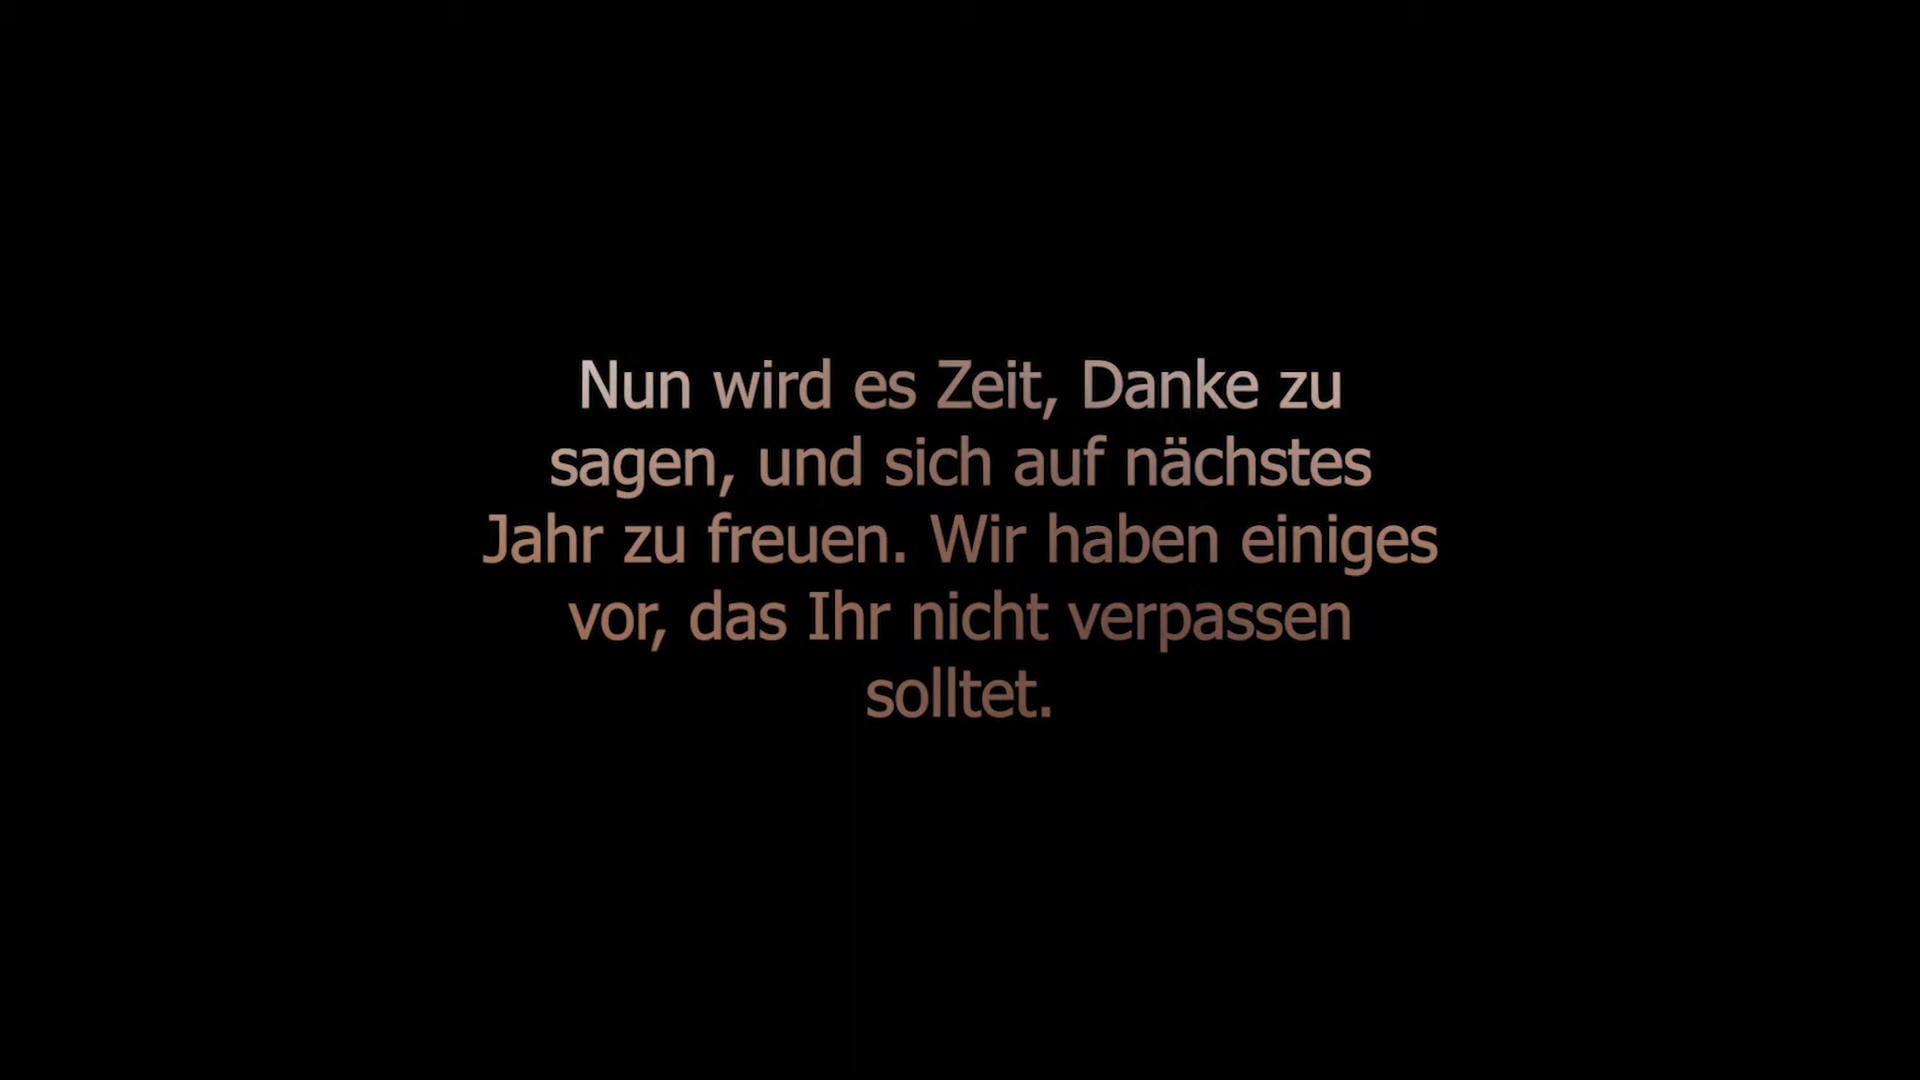 Nun wird es Zeit, Danke zu
sagen, und sich auf nächstes
Jahr zu freuen. Wir haben einiges
vor, das Ihr nicht verpassen
solltet.